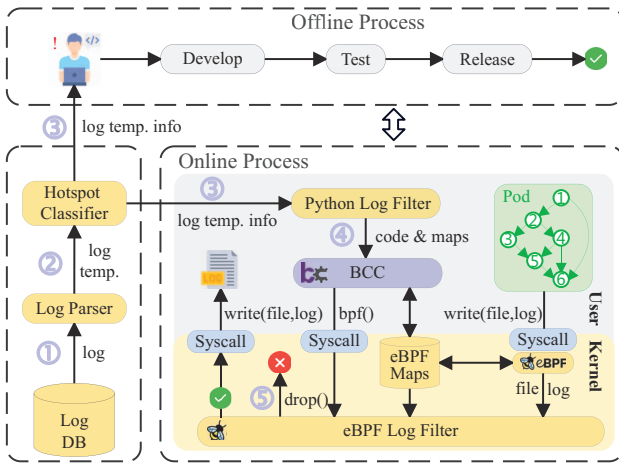 Offline Process
! </>
Develop
Test
Release
③
log temp. info
Online Process
Hotspot
Classifier
③
log temp. info
Python Log Filter
④
code & maps
Pod
1
2
3
4
5
6
②
log
temp.
LOG
bc
BCC
Log Parser
write(file,log)
bpf()
write(file,log)
User
Syscall
Syscall
Syscall
①
log
eBPF
Maps
eBPF
Kernel
⑤
drop()
file
log
Log
DB
eBPF Log Filter